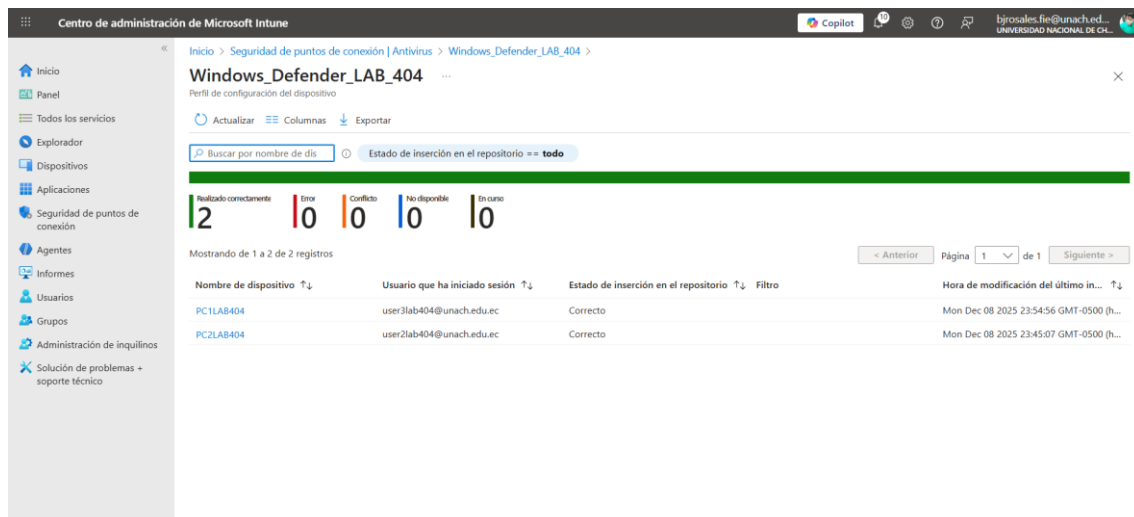 Centro de administración de Microsoft Intune
Copilot
10
bjrosales.fie@unach.ed...
UNIVERSIDAD NACIONAL DE CH...
Inicio > Seguridad de puntos de conexión | Antivirus > Windows_Defender_LAB_404 >
Windows_Defender_LAB_404 ...
Perfil de configuración del dispositivo
Inicio
Panel
Todos los servicios
Explorador
Dispositivos
Aplicaciones
Seguridad de puntos de
conexión
Agentes
Informes
Usuarios
Grupos
Administración de inquilinos
Solución de problemas +
soporte técnico
Actualizar Columnas Exportar
Buscar por nombre de dis Estado de inserción en el repositorio == todo
Realizado correctamente Error Conflicto No disponible En curso
2 0 0 0 0
Mostrando de 1 a 2 de 2 registros < Anterior Página 1 de 1 Siguiente >
Nombre de dispositivo Usuario que ha iniciado sesión Estado de inserción en el repositorio Filtro Hora de modificación del último in...
PC1LAB404 user3lab404@unach.edu.ec Correcto Mon Dec 08 2025 23:54:56 GMT-0500 (h...
PC2LAB404 user2lab404@unach.edu.ec Correcto Mon Dec 08 2025 23:45:07 GMT-0500 (h...